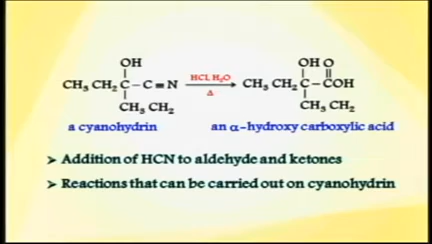 OH
CH₃ CH₂ C – C ≡ N
CH₃ CH₂
HCl, H₂O
Δ
OH O
CH₃ CH₂ C – COH
CH₃ CH₂
a cyanohydrin
an α-hydroxy carboxylic acid
➤ Addition of HCN to aldehyde and ketones
➤ Reactions that can be carried out on cyanohydrin